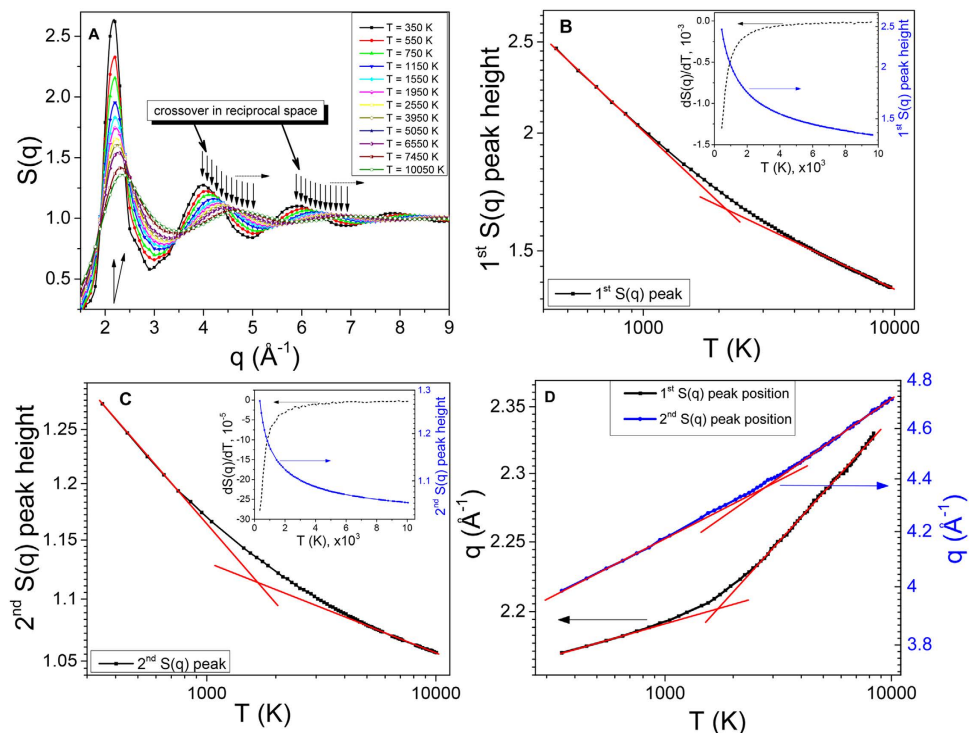 A
S(q)
2.5
2.0
1.5
1.0
0.5
2
3
4
5
6
7
8
9
q (Å⁻¹)
crossover in reciprocal space
T = 350 K
T = 550 K
T = 750 K
T = 1150 K
T = 1550 K
T = 1950 K
T = 2550 K
T = 3950 K
T = 5050 K
T = 6550 K
T = 7450 K
T = 10050 K
B
1ˢᵗ S(q) peak height
2.5
2
1.5
1000
10000
T (K)
1ˢᵗ S(q) peak
dS(q)/dT, 10⁻³
0.0
-0.5
-1.0
-1.5
0
2
4
6
8
10
T (K), x10³
2.5
2
1.5
1ˢᵗ S(q) peak height
C
2ⁿᵈ S(q) peak height
1.25
1.2
1.15
1.1
1.05
1000
10000
T (K)
2ⁿᵈ S(q) peak
dS(q)/dT, 10⁻⁵
0
-5
-10
-15
-20
-25
-30
0
2
4
6
8
10
T (K), x10³
1.3
1.2
1.1
2ⁿᵈ S(q) peak height
D
1ˢᵗ S(q) peak position
2ⁿᵈ S(q) peak position
q (Å⁻¹)
2.35
2.3
2.25
2.2
1000
10000
T (K)
4.8
4.6
4.4
4.2
4
3.8
q (Å⁻¹)